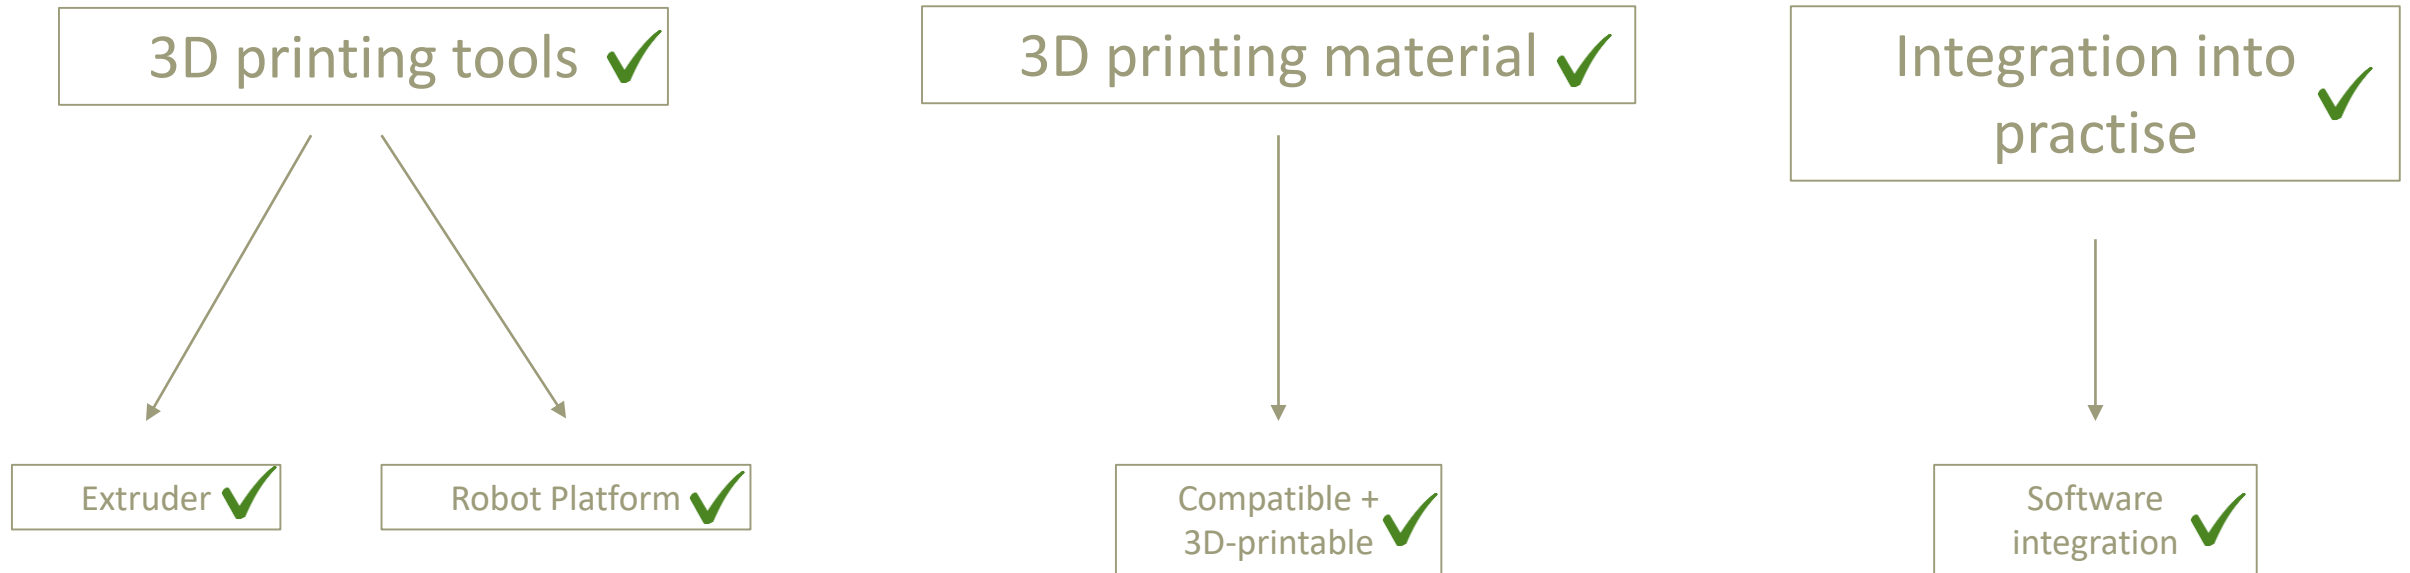 3D printing tools
3D printing material
Integration into
practise
Extruder
Robot Platform
Compatible +
3D-printable
Software
integration